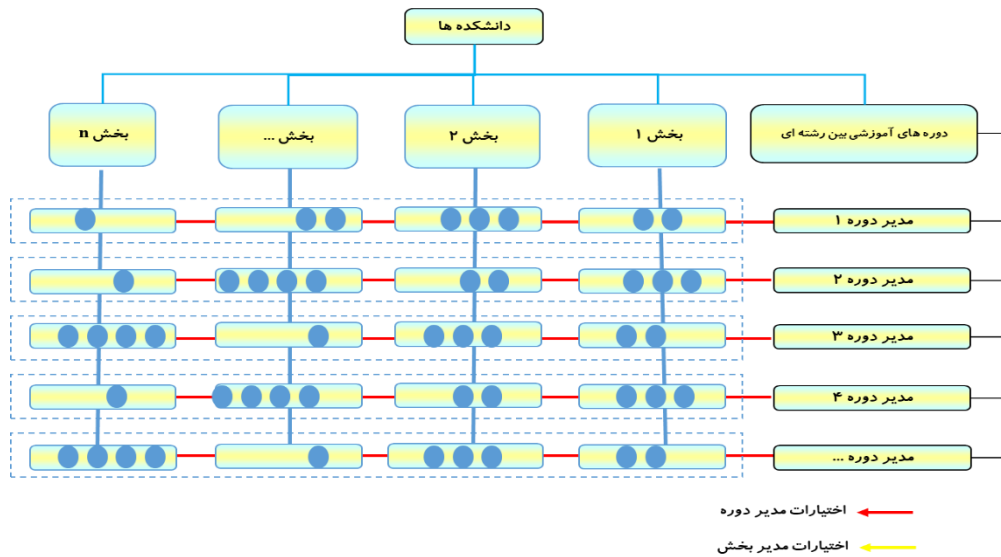 دانشکده ها
دوره های آموزشی بین رشته ای
بخش ۱
بخش ۲
بخش ...
بخش n
مدیر دوره ۱
مدیر دوره ۲
مدیر دوره ۳
مدیر دوره ۴
مدیر دوره ...
اختیارات مدیر دوره
اختیارات مدیر بخش